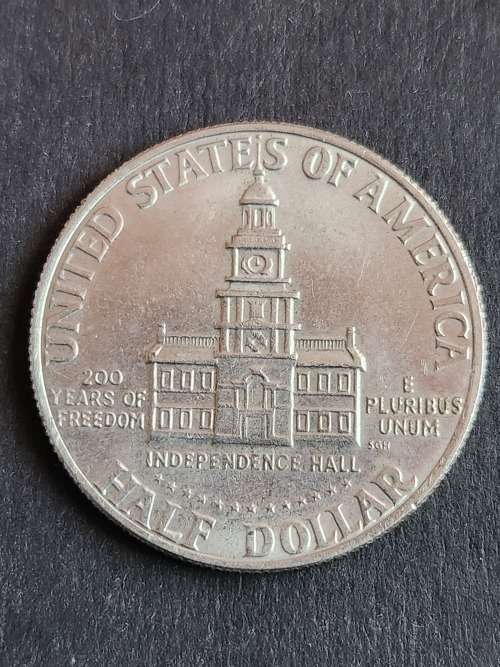 UNITED STATES OF AMERICA
200
YEARS OF
FREEDOM
E
PLURIBUS
UNUM
SGH
INDEPENDENCE HALL
HALF DOLLAR